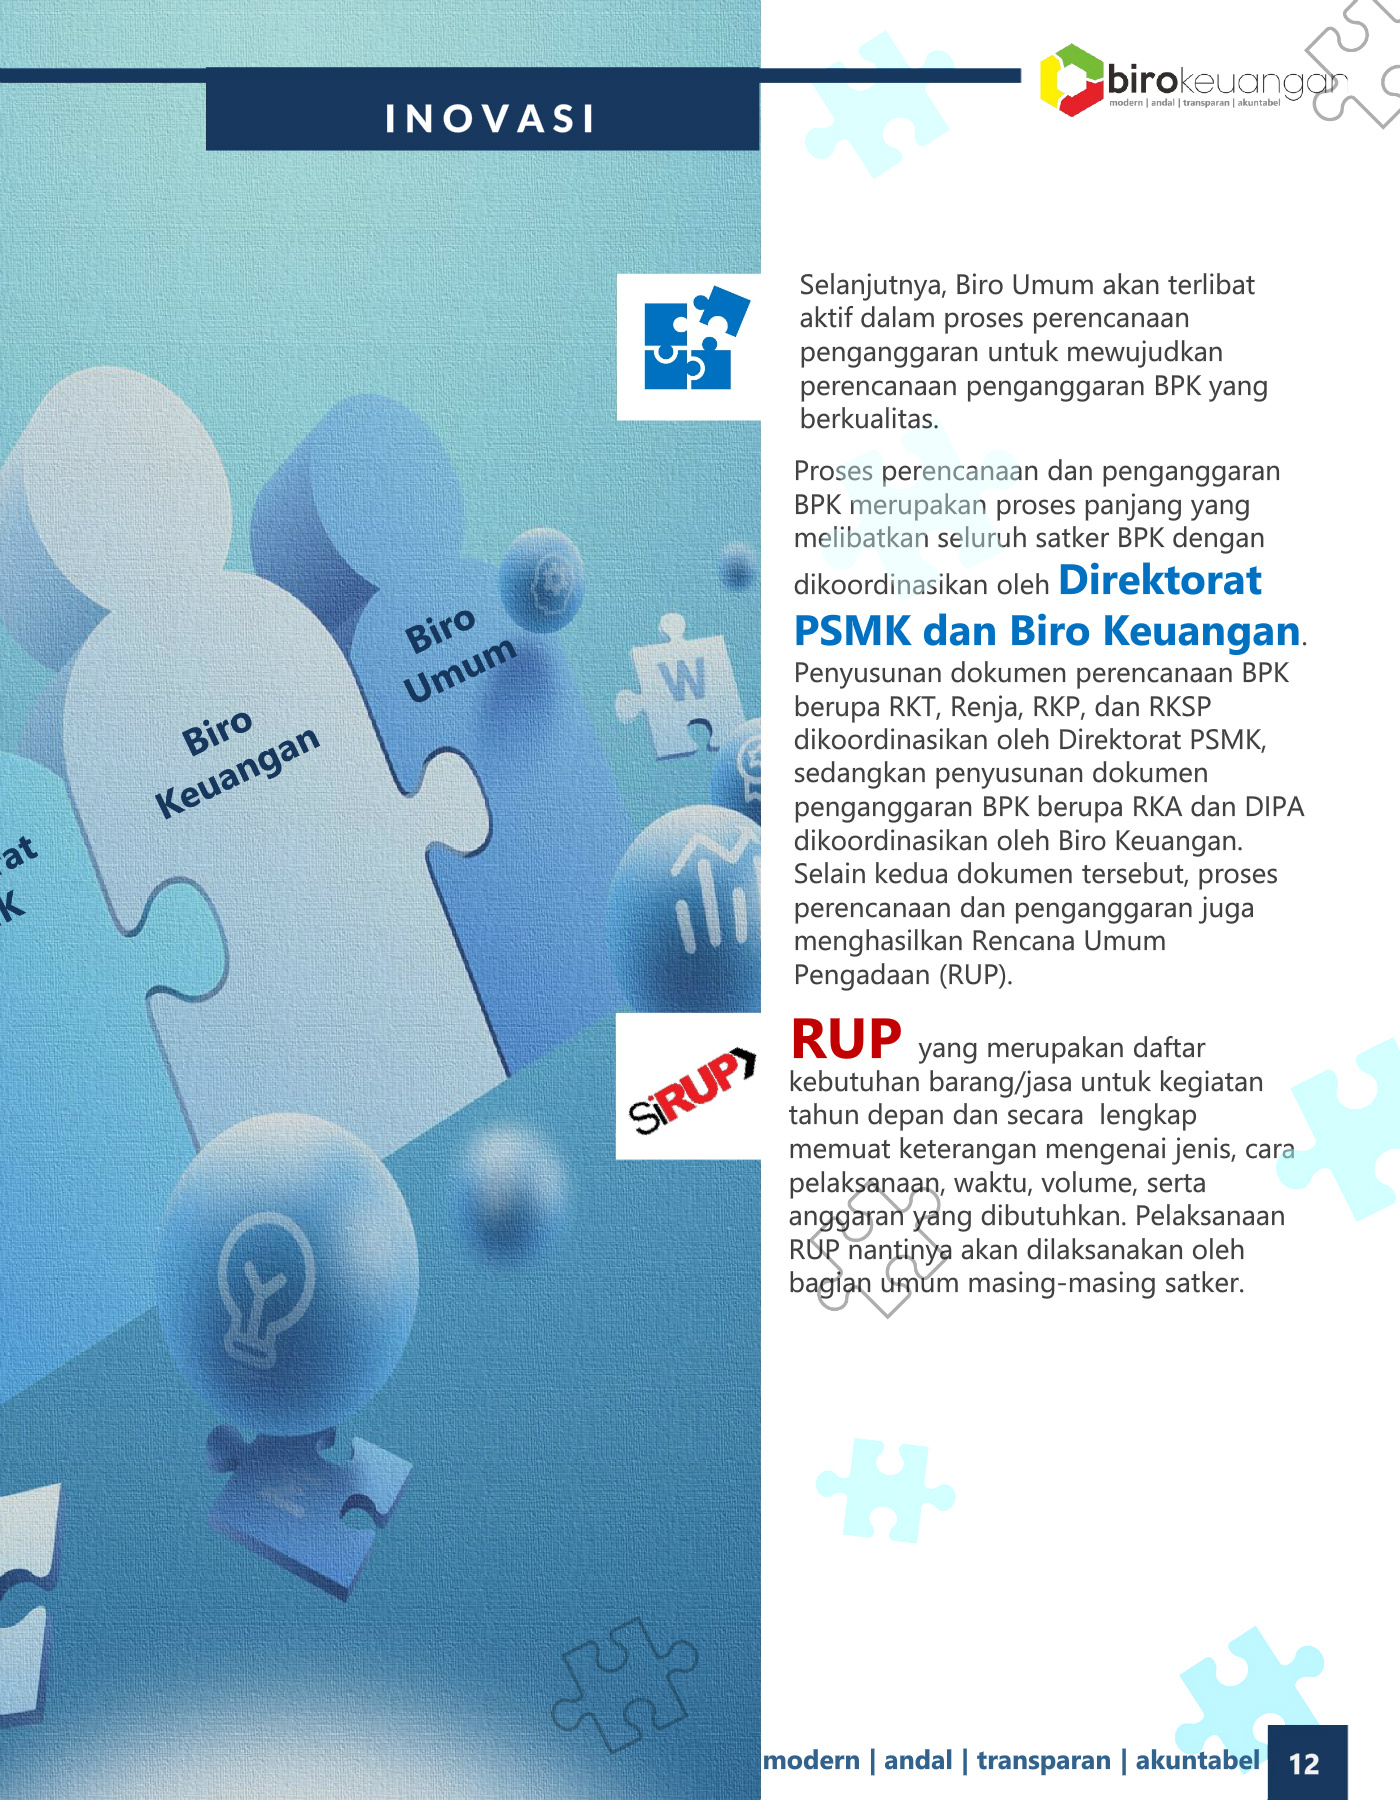 INOVASI
birokeuangan
modern | andal | transparan | akuntabel
Selanjutnya, Biro Umum akan terlibat
aktif dalam proses perencanaan
penganggaran untuk mewujudkan
perencanaan penganggaran BPK yang
berkualitas.
Proses perencanaan dan penganggaran
BPK merupakan proses panjang yang
melibatkan seluruh satker BPK dengan
dikoordinasikan oleh Direktorat
PSMK dan Biro Keuangan.
Penyusunan dokumen perencanaan BPK
berupa RKT, Renja, RKP, dan RKSP
dikoordinasikan oleh Direktorat PSMK,
sedangkan penyusunan dokumen
penganggaran BPK berupa RKA dan DIPA
dikoordinasikan oleh Biro Keuangan.
Selain kedua dokumen tersebut, proses
perencanaan dan penganggaran juga
menghasilkan Rencana Umum
Pengadaan (RUP).
SiRUP
RUP yang merupakan daftar
kebutuhan barang/jasa untuk kegiatan
tahun depan dan secara  lengkap
memuat keterangan mengenai jenis, cara
pelaksanaan, waktu, volume, serta
anggaran yang dibutuhkan. Pelaksanaan
RUP nantinya akan dilaksanakan oleh
bagian umum masing-masing satker.
Biro
Umum
Biro
Keuangan
rat
K
W
modern | andal | transparan | akuntabel
12